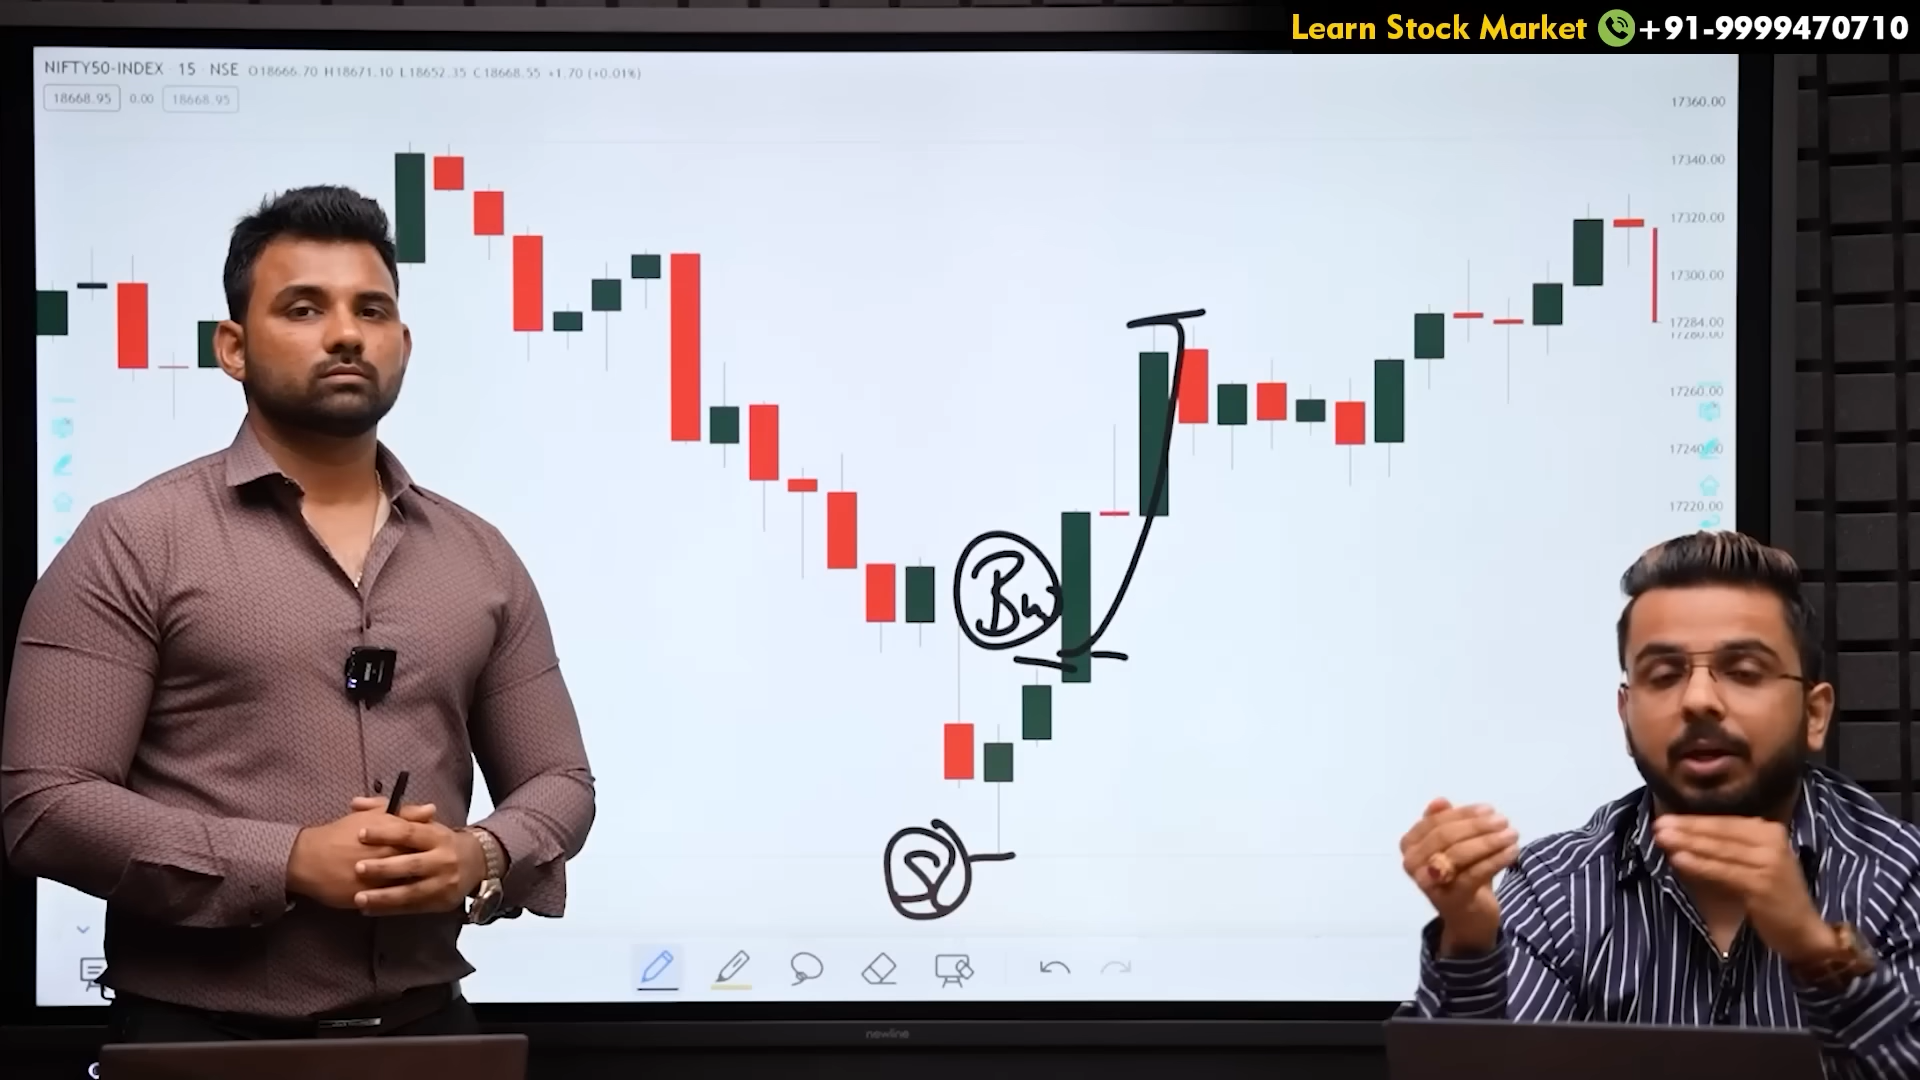 Learn Stock Market +91-9999470710
NIFTY50-INDEX 15 NSE O18666.70 H18671.10 L18652.35 C18668.55 +1.70 (+0.01%)
18668.95 0.00 18668.95
17360.00
17340.00
17320.00
17300.00
17284.00
17280.00
17260.00
17240.00
17220.00
newline